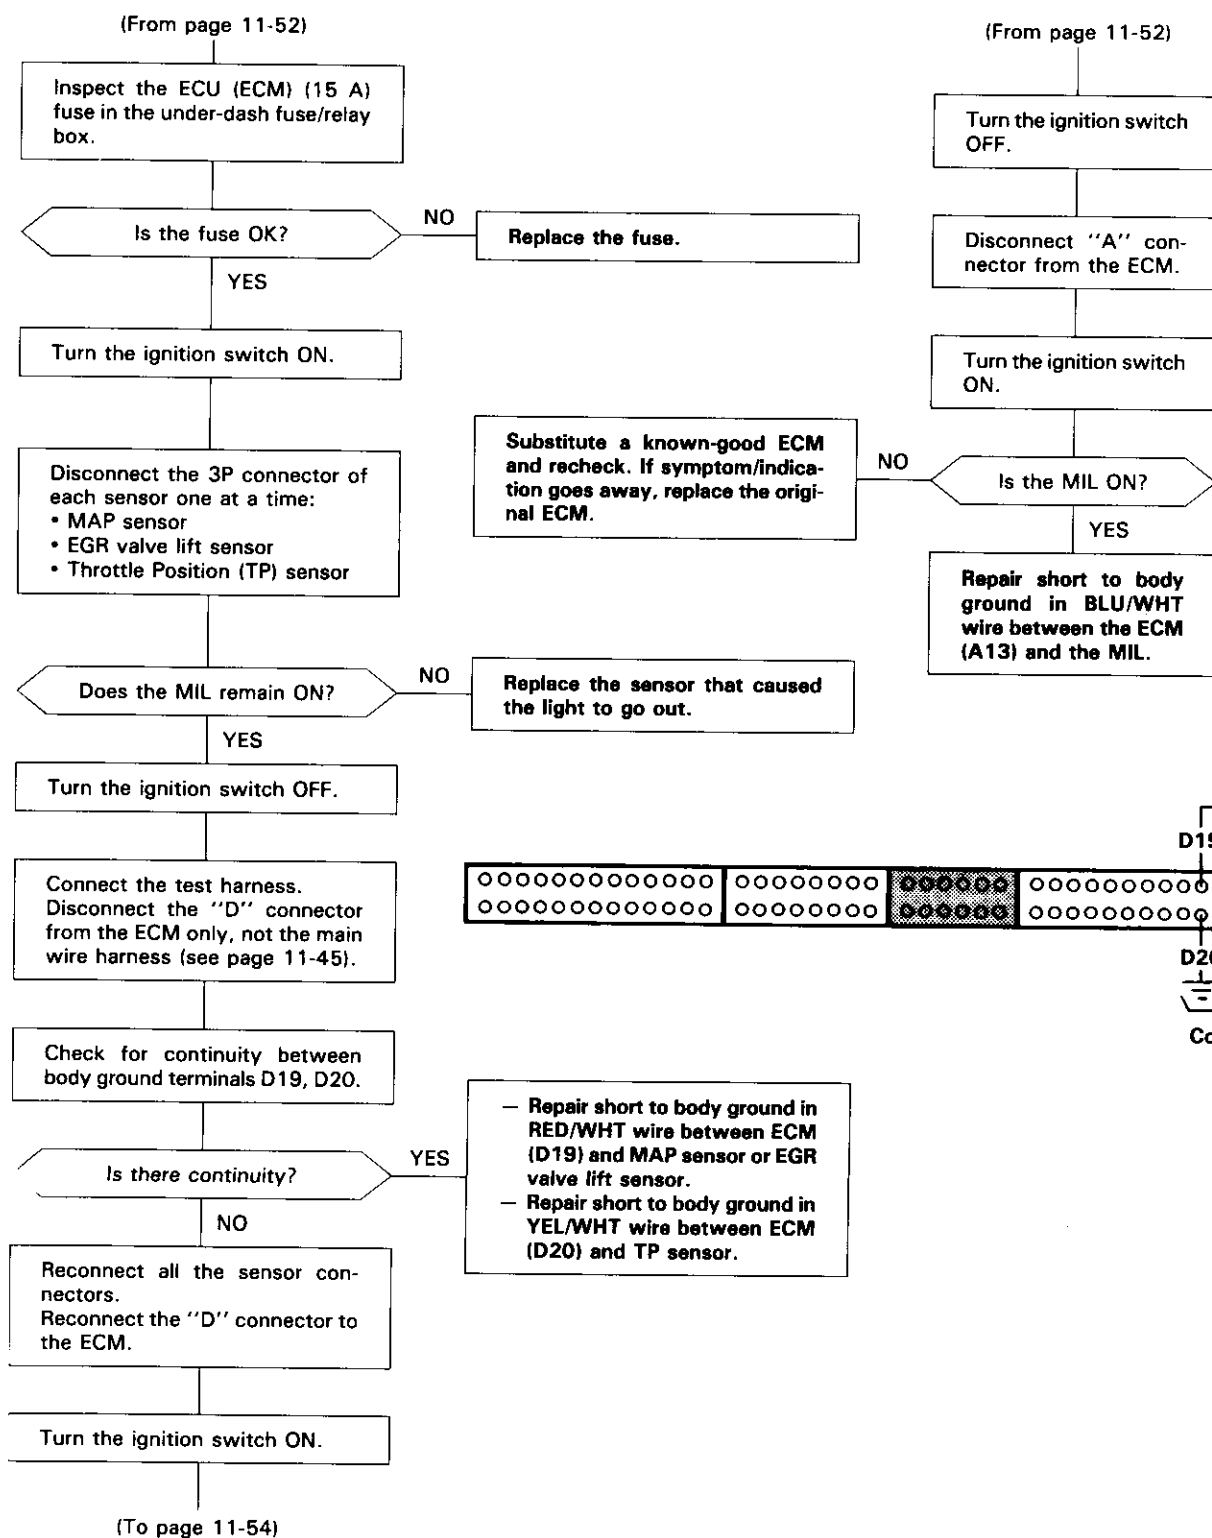 (From page 11-52)
Inspect the ECU (ECM) (15 A)
fuse in the under-dash fuse/relay
box.
Is the fuse OK?
NO
Replace the fuse.
YES
Turn the ignition switch ON.
Disconnect the 3P connector of
each sensor one at a time:
• MAP sensor
• EGR valve lift sensor
• Throttle Position (TP) sensor
Does the MIL remain ON?
NO
Replace the sensor that caused
the light to go out.
YES
Turn the ignition switch OFF.
Connect the test harness.
Disconnect the "D" connector
from the ECM only, not the main
wire harness (see page 11-45).
Check for continuity between
body ground terminals D19, D20.
Is there continuity?
YES
— Repair short to body ground in
RED/WHT wire between ECM
(D19) and MAP sensor or EGR
valve lift sensor.
— Repair short to body ground in
YEL/WHT wire between ECM
(D20) and TP sensor.
NO
Reconnect all the sensor con-
nectors.
Reconnect the "D" connector to
the ECM.
Turn the ignition switch ON.
(To page 11-54)
(From page 11-52)
Turn the ignition switch
OFF.
Disconnect "A" con-
nector from the ECM.
Turn the ignition switch
ON.
Is the MIL ON?
NO
Substitute a known-good ECM
and recheck. If symptom/indica-
tion goes away, replace the origi-
nal ECM.
YES
Repair short to body
ground in BLU/WHT
wire between the ECM
(A13) and the MIL.
D19
D20
Co